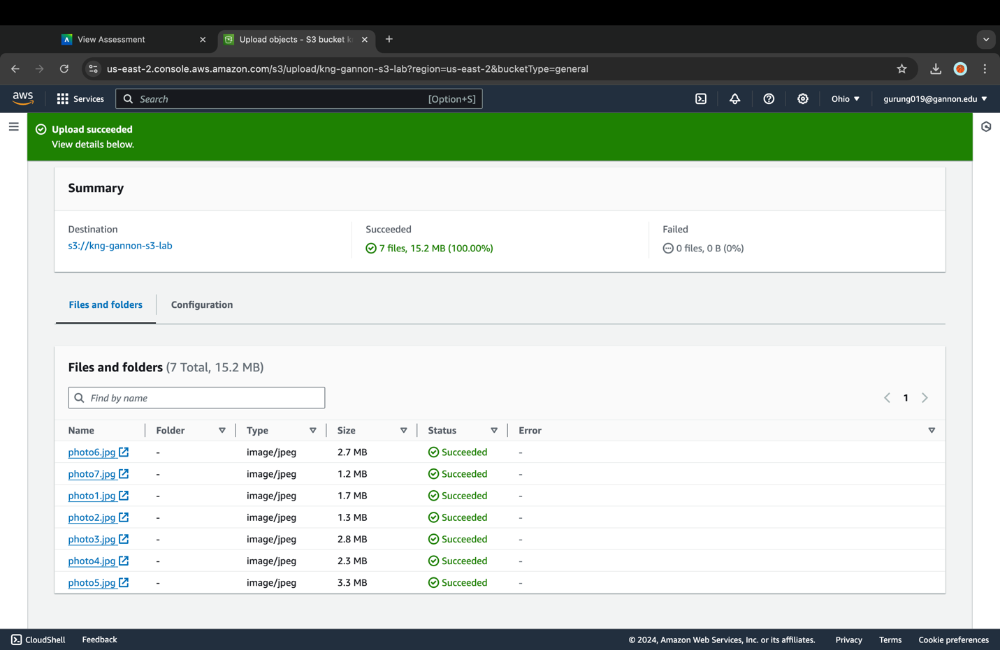 View Assessment
Upload objects - S3 bucket kn
us-east-2.console.aws.amazon.com/s3/upload/kng-gannon-s3-lab?region=us-east-2&bucketType=general
aws
Services
Search
[Option+S]
Ohio
gurung019@gannon.edu
Upload succeeded
View details below.
Summary
Destination
s3://kng-gannon-s3-lab
Succeeded
7 files, 15.2 MB (100.00%)
Failed
0 files, 0 B (0%)
Files and folders
Configuration
Files and folders (7 Total, 15.2 MB)
Find by name
1
Name Folder Type Size Status Error
photo6.jpg - image/jpeg 2.7 MB Succeeded -
photo7.jpg - image/jpeg 1.2 MB Succeeded -
photo1.jpg - image/jpeg 1.7 MB Succeeded -
photo2.jpg - image/jpeg 1.3 MB Succeeded -
photo3.jpg - image/jpeg 2.8 MB Succeeded -
photo4.jpg - image/jpeg 2.3 MB Succeeded -
photo5.jpg - image/jpeg 3.3 MB Succeeded -
CloudShell
Feedback
© 2024, Amazon Web Services, Inc. or its affiliates.
Privacy
Terms
Cookie preferences